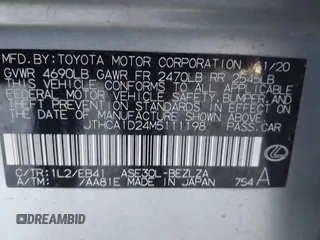 MFD. BY: TOYOTA MOTOR CORPORATION 11/20
GVWR 4690LB GAWR FR 2470LB RR 2545LB
THIS VEHICLE CONFORMS TO ALL APPLICABLE
FEDERAL MOTOR VEHICLE SAFETY,
BUMPER, AND THEFT PREVENTION STANDARDS IN
EFFECT ON THE DATE OF MANUFACTURE SHOWN
ABOVE. JTHCA1D24M5111198 PASS.CAR
C/TR: 1L2/EB41 ASE30L-BEZLZA
A/TM: /AA81E MADE IN JAPAN 754 A